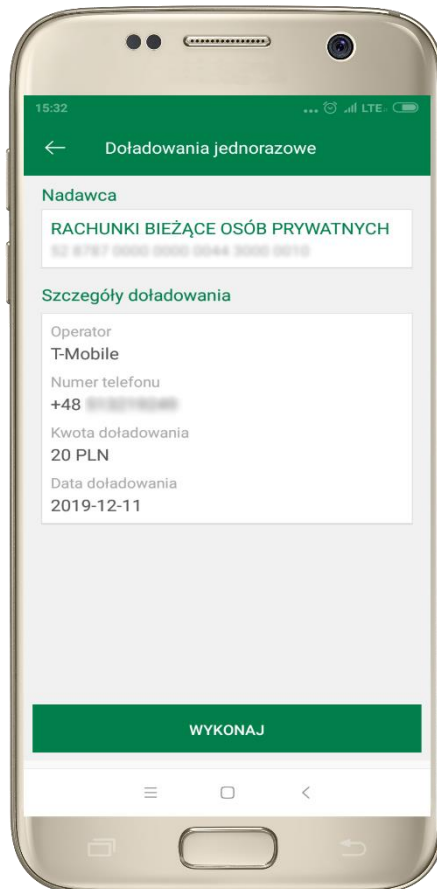 15:32
... LTE
Doładowania jednorazowe
Nadawca
RACHUNKI BIEŻĄCE OSÓB PRYWATNYCH
Szczegóły doładowania
Operator
T-Mobile
Numer telefonu
+48
Kwota doładowania
20 PLN
Data doładowania
2019-12-11
WYKONAJ